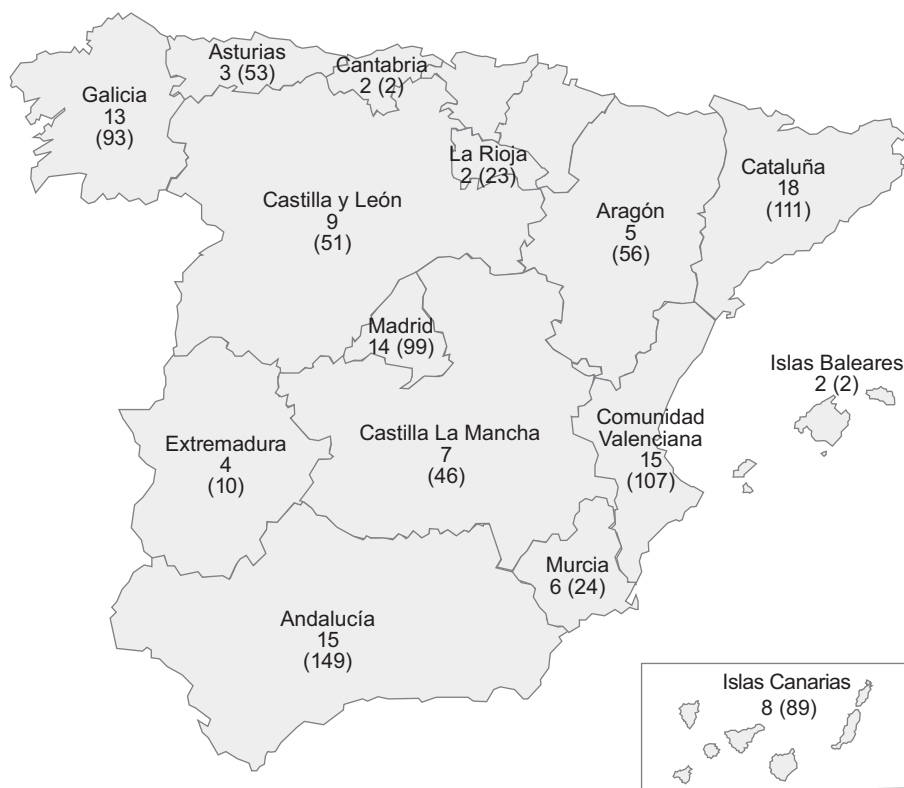 Asturias
3 (53)
Cantabria
2 (2)
Galicia
13
(93)
La Rioja
2 (23)
Cataluña
18
(111)
Castilla y León
9
(51)
Aragón
5
(56)
Madrid
14 (99)
Islas Baleares
2 (2)
Comunidad
Valenciana
15
(107)
Extremadura
4
(10)
Castilla La Mancha
7
(46)
Murcia
6 (24)
Andalucía
15
(149)
Islas Canarias
8 (89)